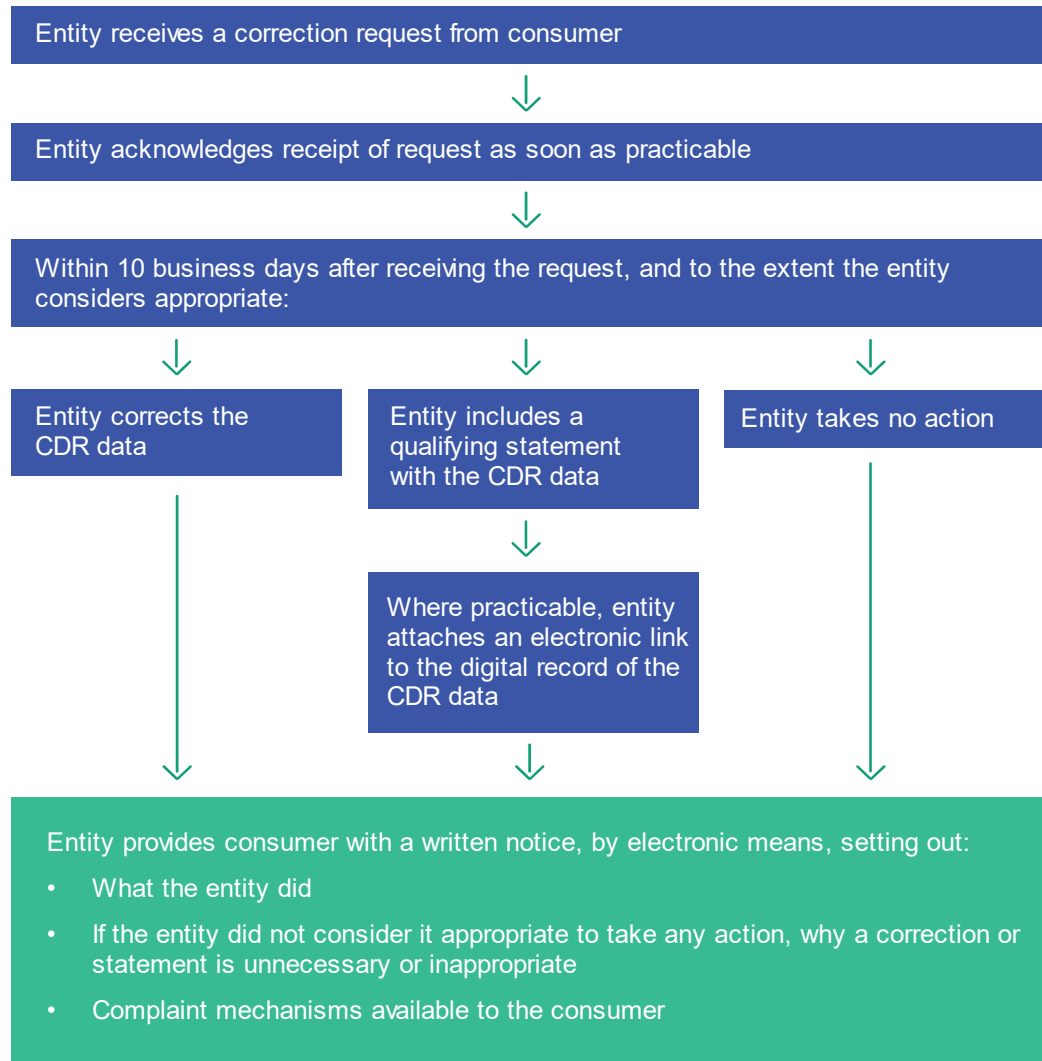 Entity receives a correction request from consumer
Entity acknowledges receipt of request as soon as practicable
Within 10 business days after receiving the request, and to the extent the entity
considers appropriate:
Entity corrects the
CDR data
Entity includes a
qualifying statement
with the CDR data
Entity takes no action
Where practicable, entity
attaches an electronic link
to the digital record of the
CDR data
Entity provides consumer with a written notice, by electronic means, setting out:
• What the entity did
• If the entity did not consider it appropriate to take any action, why a correction or
statement is unnecessary or inappropriate
• Complaint mechanisms available to the consumer